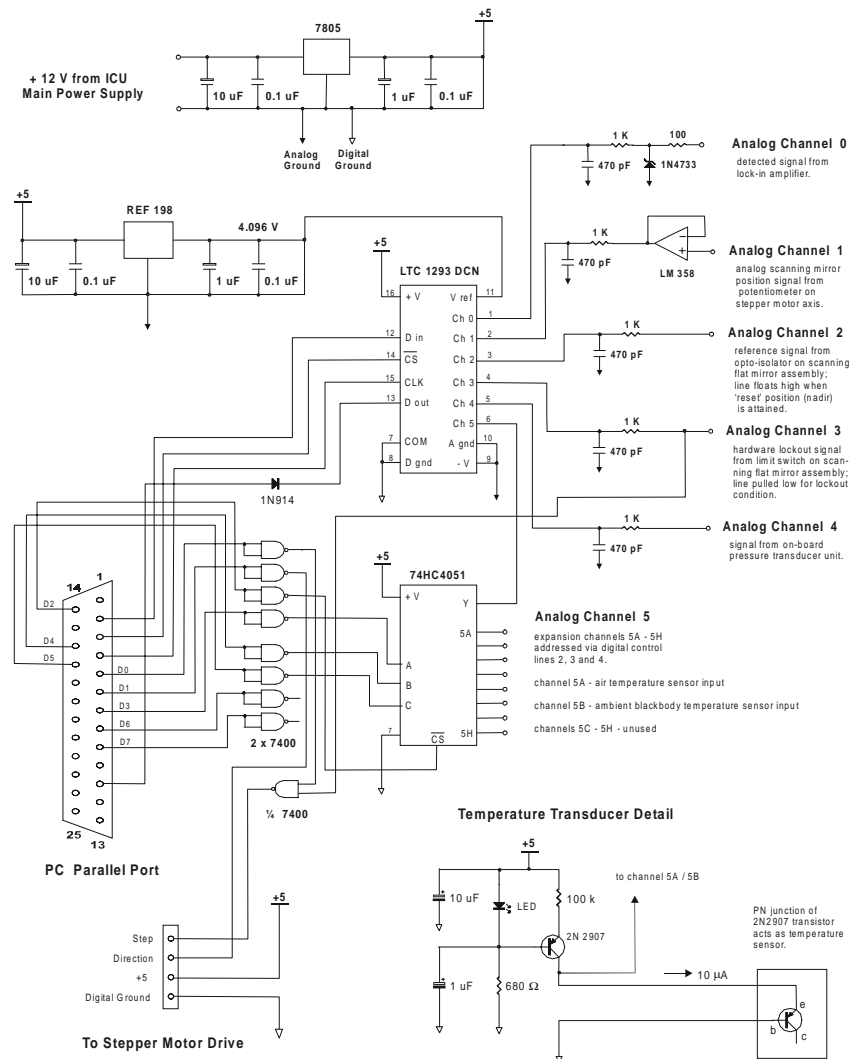 +5
7805
+ 12 V from ICU
Main Power Supply
10 uF
0.1 uF
1 uF
0.1 uF
Analog
Ground
Digital
Ground
1 K
100
Analog Channel 0
470 pF
1N4733
detected signal from
lock-in amplifier.
+5
REF 198
4.096 V
10 uF
0.1 uF
1 uF
0.1 uF
+5
LTC 1293 DCN
16
+ V
V ref
11
Ch 0
1
12
D in
Ch 1
2
14
CS
Ch 2
3
15
CLK
Ch 3
4
13
D out
Ch 4
5
Ch 5
6
7
COM
A gnd
10
8
D gnd
- V
9
1 K
470 pF
LM 358
-
+
Analog Channel 1
analog scanning mirror
position signal from
potentiometer on
stepper motor axis.
1 K
470 pF
Analog Channel 2
reference signal from
opto-isolator on scanning
flat mirror assembly;
line floats high when
'reset' position (nadir)
is attained.
1 K
470 pF
Analog Channel 3
hardware lockout signal
from limit switch on scan-
ning flat mirror assembly;
line pulled low for lockout
condition.
1 K
470 pF
Analog Channel 4
signal from on-board
pressure transducer unit.
1N914
14
1
D2
D4
D5
D0
D1
D3
D6
D7
25
13
PC Parallel Port
2 x 7400
¼ 7400
+5
74HC4051
+ V
Y
5A
A
B
C
7
CS
5H
Analog Channel 5
expansion channels 5A - 5H
addressed via digital control
lines 2, 3 and 4.
channel 5A - air temperature sensor input
channel 5B - ambient blackbody temperature sensor input
channels 5C - 5H - unused
+5
Step
Direction
+5
Digital Ground
To Stepper Motor Drive
Temperature Transducer Detail
+5
+
10 uF
LED
100 k
to channel 5A / 5B
2N 2907
+
1 uF
680 Ω
10 µA
PN junction of
2N2907 transistor
acts as temperature
sensor.
e
b
c